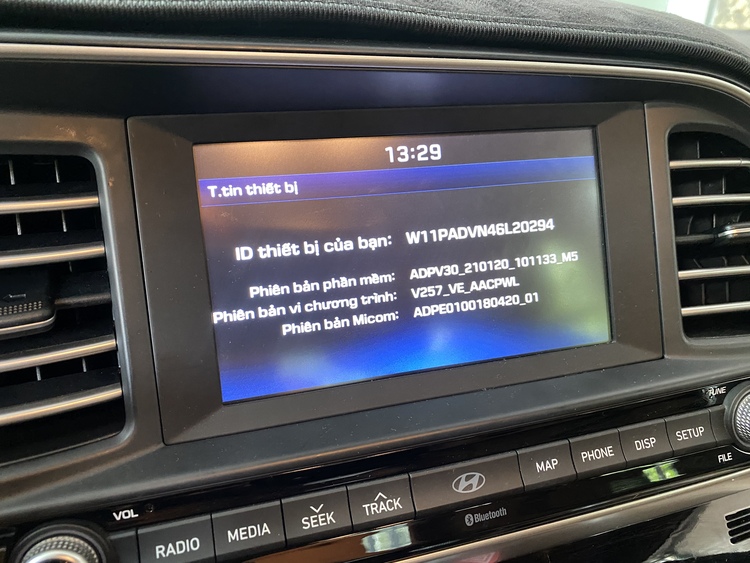 13:29
T.tin thiết bị
ID thiết bị của bạn: W11PADVN46L20294
Phiên bản phần mềm: ADPV30_210120_101133_M5
Phiên bản vi chương trình: V257_VE_AACPWL
Phiên bản Micom: ADPE0100180420_01
TUNE
VOL RADIO MEDIA SEEK TRACK MAP PHONE DISP SETUP FILE
Bluetooth